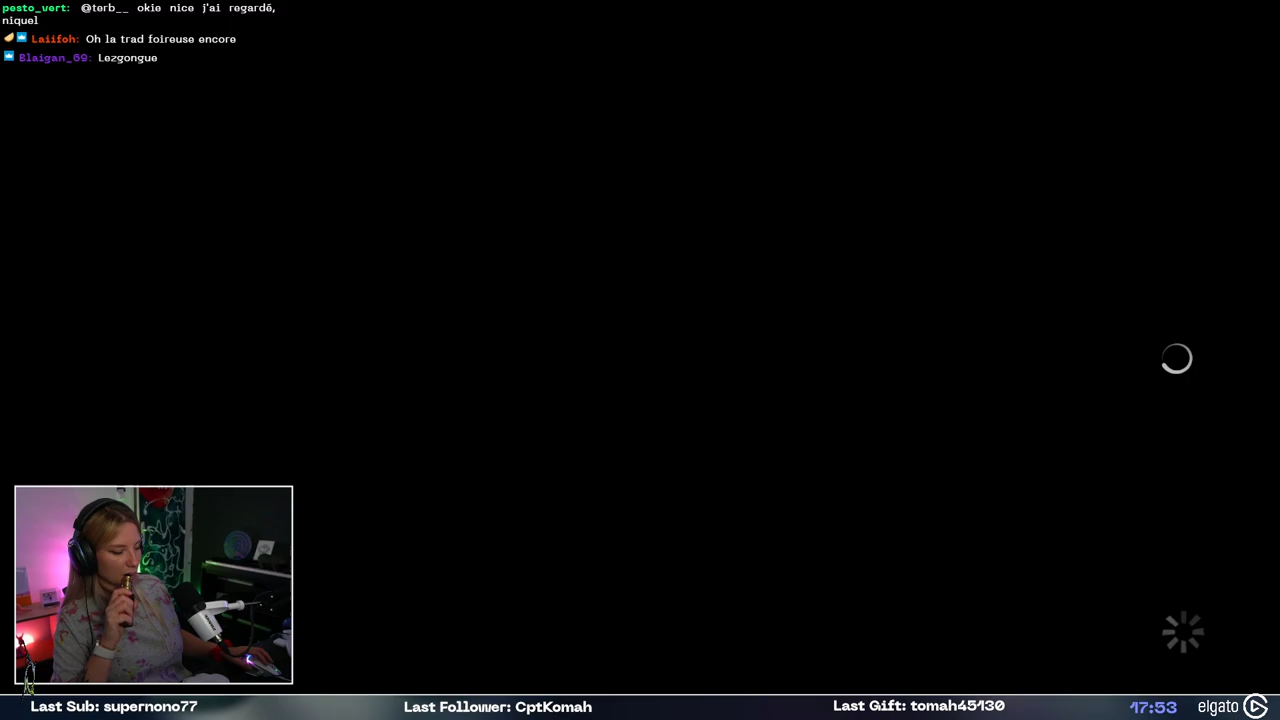 pesto_vert: @terb__ okie nice j'ai regardé,
niquel
Laiifoh: Oh la trad foireuse encore
Blaigan_69: Lezgongue
Last Sub: supernono77
Last Follower: CptKomah
Last Gift: tomah45130
17:53
elgato